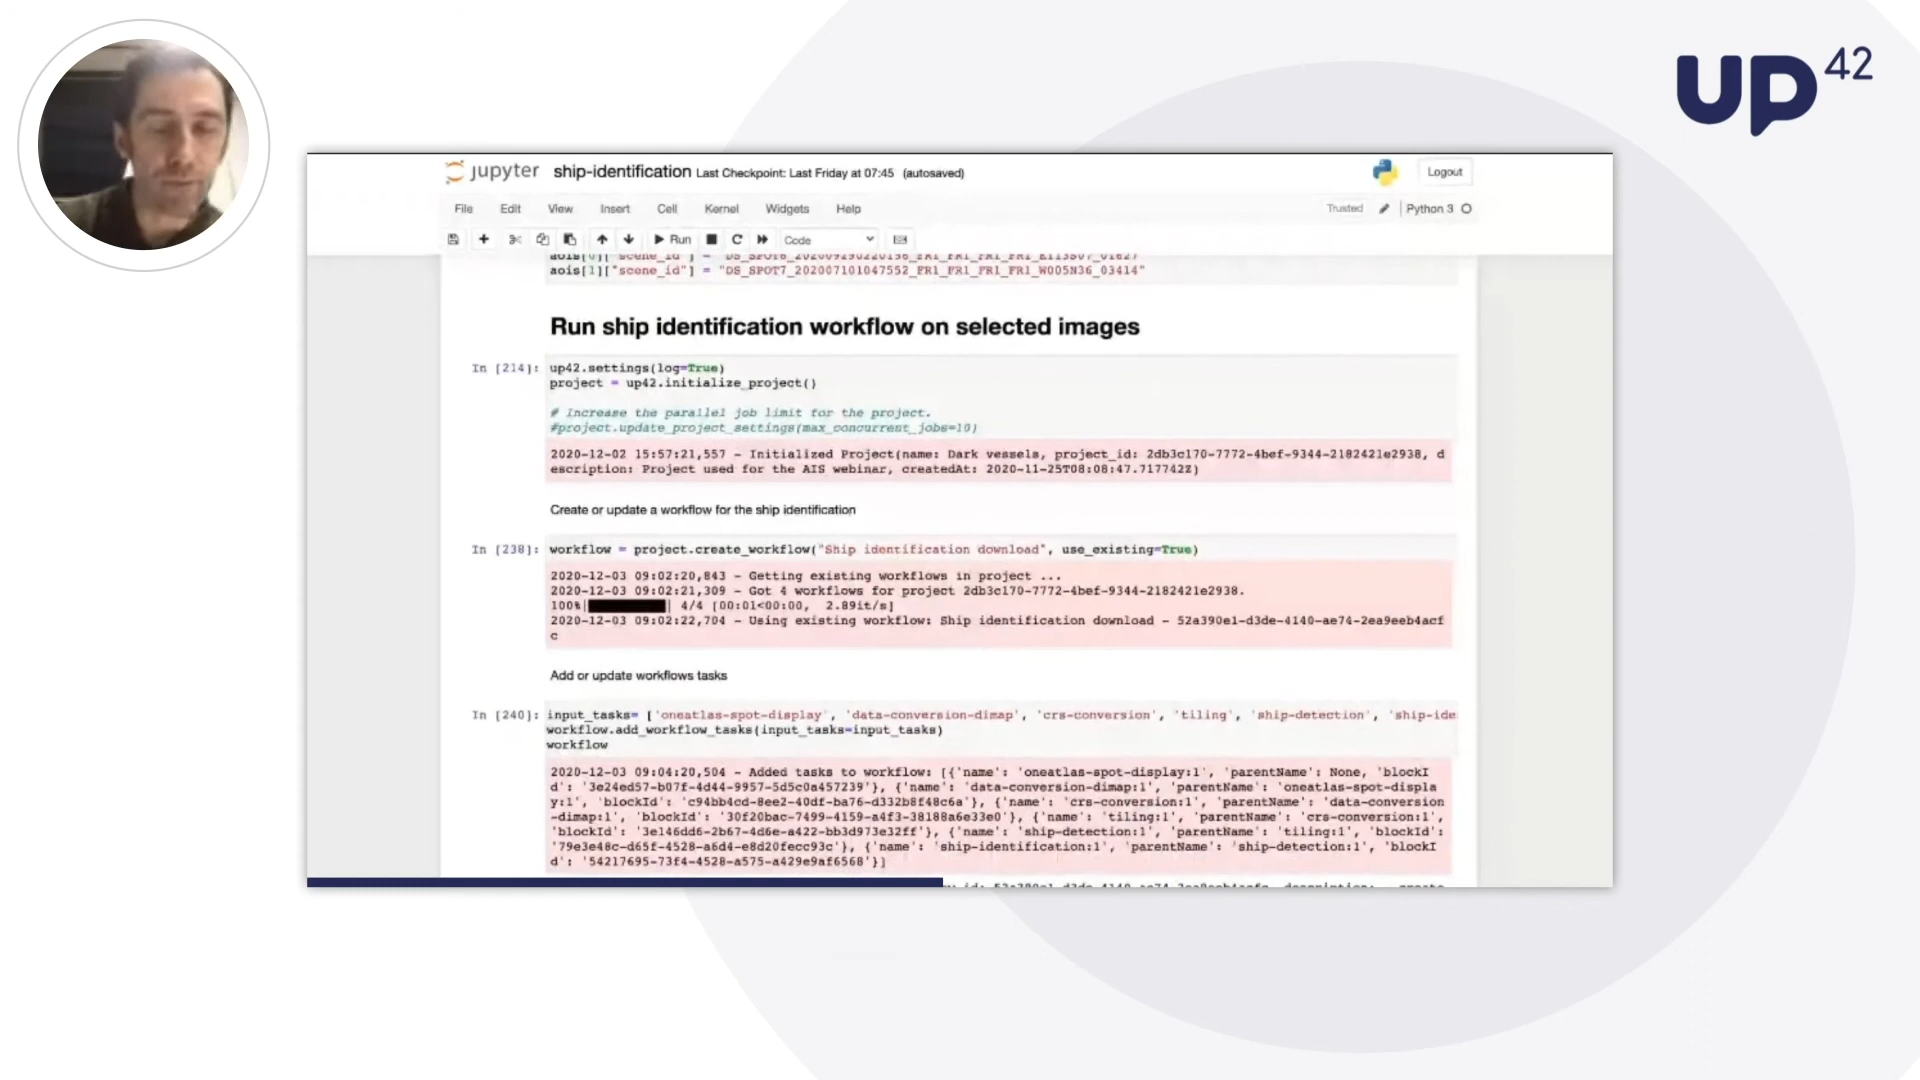 UP42
jupyter ship-identification Last Checkpoint: Last Friday at 07:45 (autosaved)
Logout
File Edit View Insert Cell Kernel Widgets Help
Trusted Python 3
Run Code
aois[1]["scene_id"] = "DS_SPOT7_202007101047552_FR1_FR1_FR1_FR1_W005N36_03414"
Run ship identification workflow on selected images
In [214]: up42.settings(log=True)
project = up42.initialize_project()
# Increase the parallel job limit for the project.
#project.update_project_settings(max_concurrent_jobs=10)
2020-12-02 15:57:21,557 - Initialized Project(name: Dark vessels, project_id: 2db3c170-7772-4bef-9344-2182421e2938, d
escription: Project used for the AIS webinar, createdAt: 2020-11-25T08:08:47.717742Z)
Create or update a workflow for the ship identification
In [238]: workflow = project.create_workflow("Ship identification download", use_existing=True)
2020-12-03 09:02:20,843 - Getting existing workflows in project ...
2020-12-03 09:02:21,309 - Got 4 workflows for project 2db3c170-7772-4bef-9344-2182421e2938.
100%| | 4/4 [00:01<00:00, 2.89it/s]
2020-12-03 09:02:22,704 - Using existing workflow: Ship identification download - 52a390e1-d3de-4140-ae74-2ea9eeb4acf
c
Add or update workflows tasks
In [240]: input_tasks= ['oneatlas-spot-display', 'data-conversion-dimap', 'crs-conversion', 'tiling', 'ship-detection', 'ship-ide
workflow.add_workflow_tasks(input_tasks=input_tasks)
workflow
2020-12-03 09:04:20,504 - Added tasks to workflow: [{'name': 'oneatlas-spot-display:1', 'parentName': None, 'blockI
d': '3e24ed57-b07f-4d44-9957-5d5c0a457239'}, {'name': 'data-conversion-dimap:1', 'parentName': 'oneatlas-spot-displa
y:1', 'blockId': 'c94bb4cd-8ee2-40df-ba76-d332b8f48c6a'}, {'name': 'crs-conversion:1', 'parentName': 'data-conversion
-dimap:1', 'blockId': '30f20bac-7499-4159-a4f3-38188a6e33e0'}, {'name': 'tiling:1', 'parentName': 'crs-conversion:1',
'blockId': '3e146dd6-2b67-4d6e-a422-bb3d973e32ff'}, {'name': 'ship-detection:1', 'parentName': 'tiling:1', 'blockId':
'79e3e48c-d65f-4528-a6d4-e8d20fecc93c'}, {'name': 'ship-identification:1', 'parentName': 'ship-detection:1', 'blockI
d': '54217695-73f4-4528-a575-a429e9af6568'}]